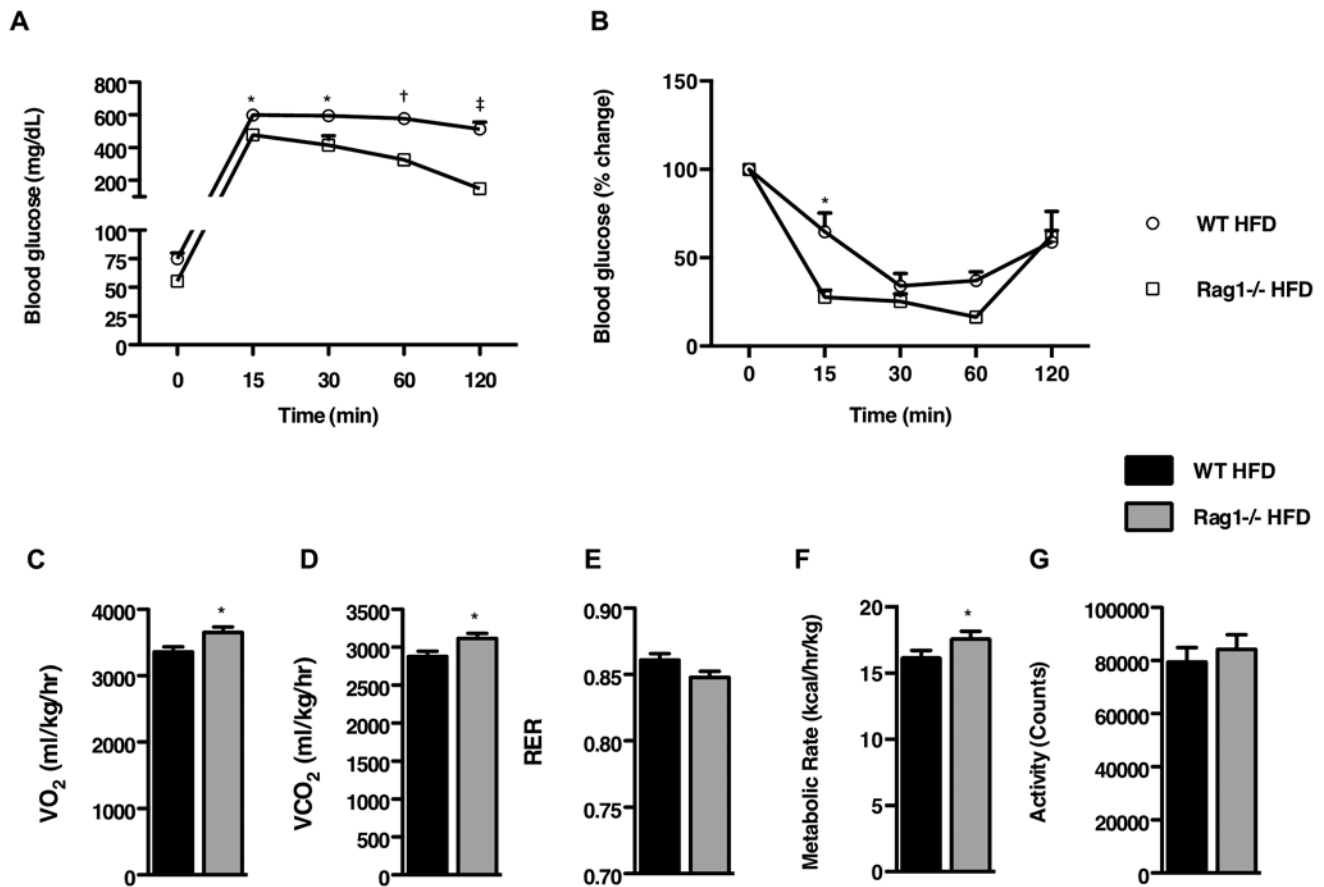 A
B
800
600
400
200
100
75
50
25
0
Blood glucose (mg/dL)
*
*
†
‡
0 15 30 60 120
Time (min)
150
100
50
0
Blood glucose (% change)
*
0 15 30 60 120
Time (min)
WT HFD
Rag1-/- HFD
WT HFD
Rag1-/- HFD
C
D
E
F
G
4000
3000
2000
1000
0
VO2 (ml/kg/hr)
*
3500
3000
2500
2000
1500
1000
500
0
VCO2 (ml/kg/hr)
*
0.90
0.85
0.80
0.75
0.70
RER
20
15
10
5
0
Metabolic Rate (kcal/hr/kg)
*
100000
80000
60000
40000
20000
0
Activity (Counts)